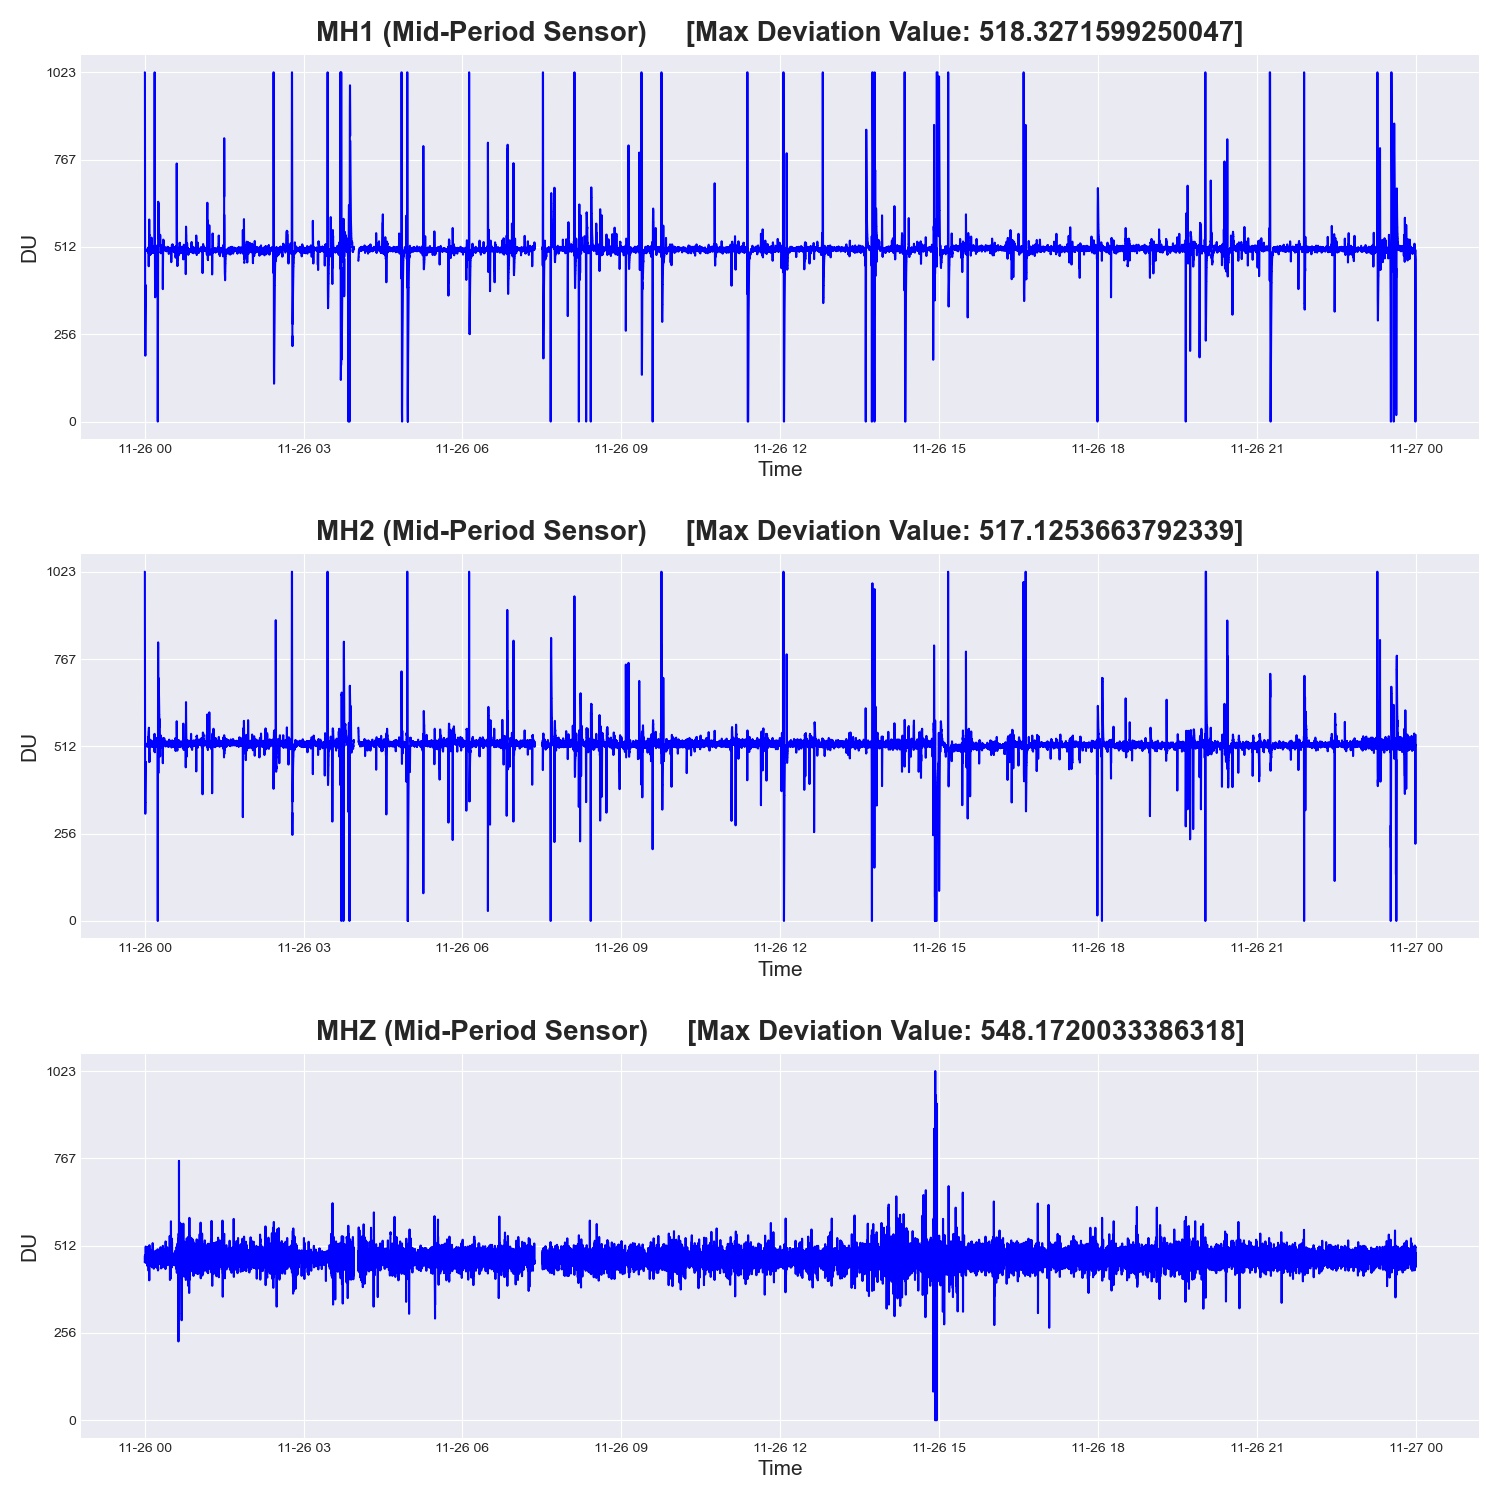 MH1 (Mid-Period Sensor) [Max Deviation Value: 518.3271599250047]
1023
767
512
256
0
DU
11-26 00 11-26 03 11-26 06 11-26 09 11-26 12 11-26 15 11-26 18 11-26 21 11-27 00
Time
MH2 (Mid-Period Sensor) [Max Deviation Value: 517.1253663792339]
1023
767
512
256
0
DU
11-26 00 11-26 03 11-26 06 11-26 09 11-26 12 11-26 15 11-26 18 11-26 21 11-27 00
Time
MHZ (Mid-Period Sensor) [Max Deviation Value: 548.1720033386318]
1023
767
512
256
0
DU
11-26 00 11-26 03 11-26 06 11-26 09 11-26 12 11-26 15 11-26 18 11-26 21 11-27 00
Time